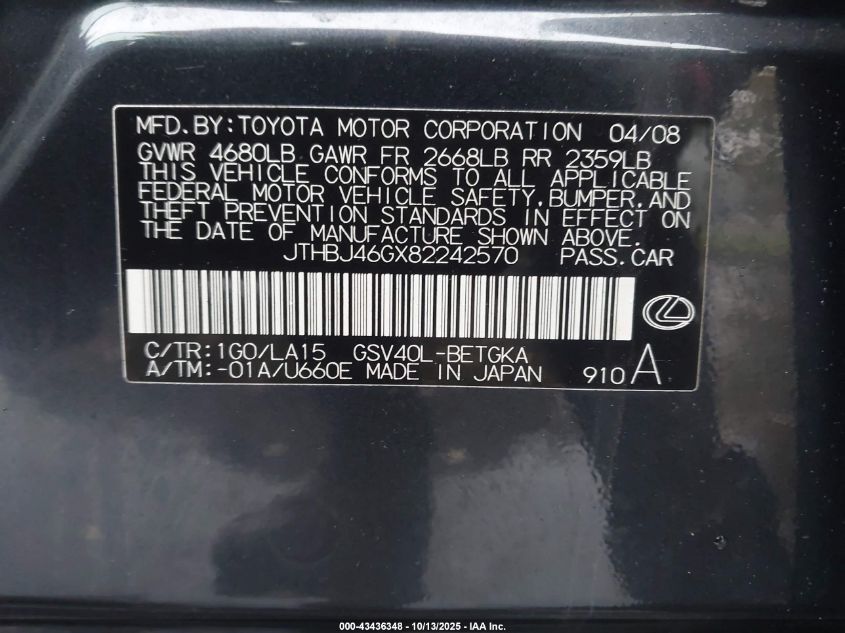 MFD. BY: TOYOTA MOTOR CORPORATION 04/08
GVWR 4680LB GAWR FR 2668LB RR 2359LB
THIS VEHICLE CONFORMS TO ALL APPLICABLE
FEDERAL MOTOR VEHICLE SAFETY, BUMPER, AND
THEFT PREVENTION STANDARDS IN EFFECT ON
THE DATE OF MANUFACTURE SHOWN ABOVE.
JTHBJ46GX82242570 PASS. CAR
C/TR: 1G0/LA15 GSV40L-BETGKA
A/TM: -01A/U660E MADE IN JAPAN 910 A
000-43436348 - 10/13/2025 - IAA Inc.